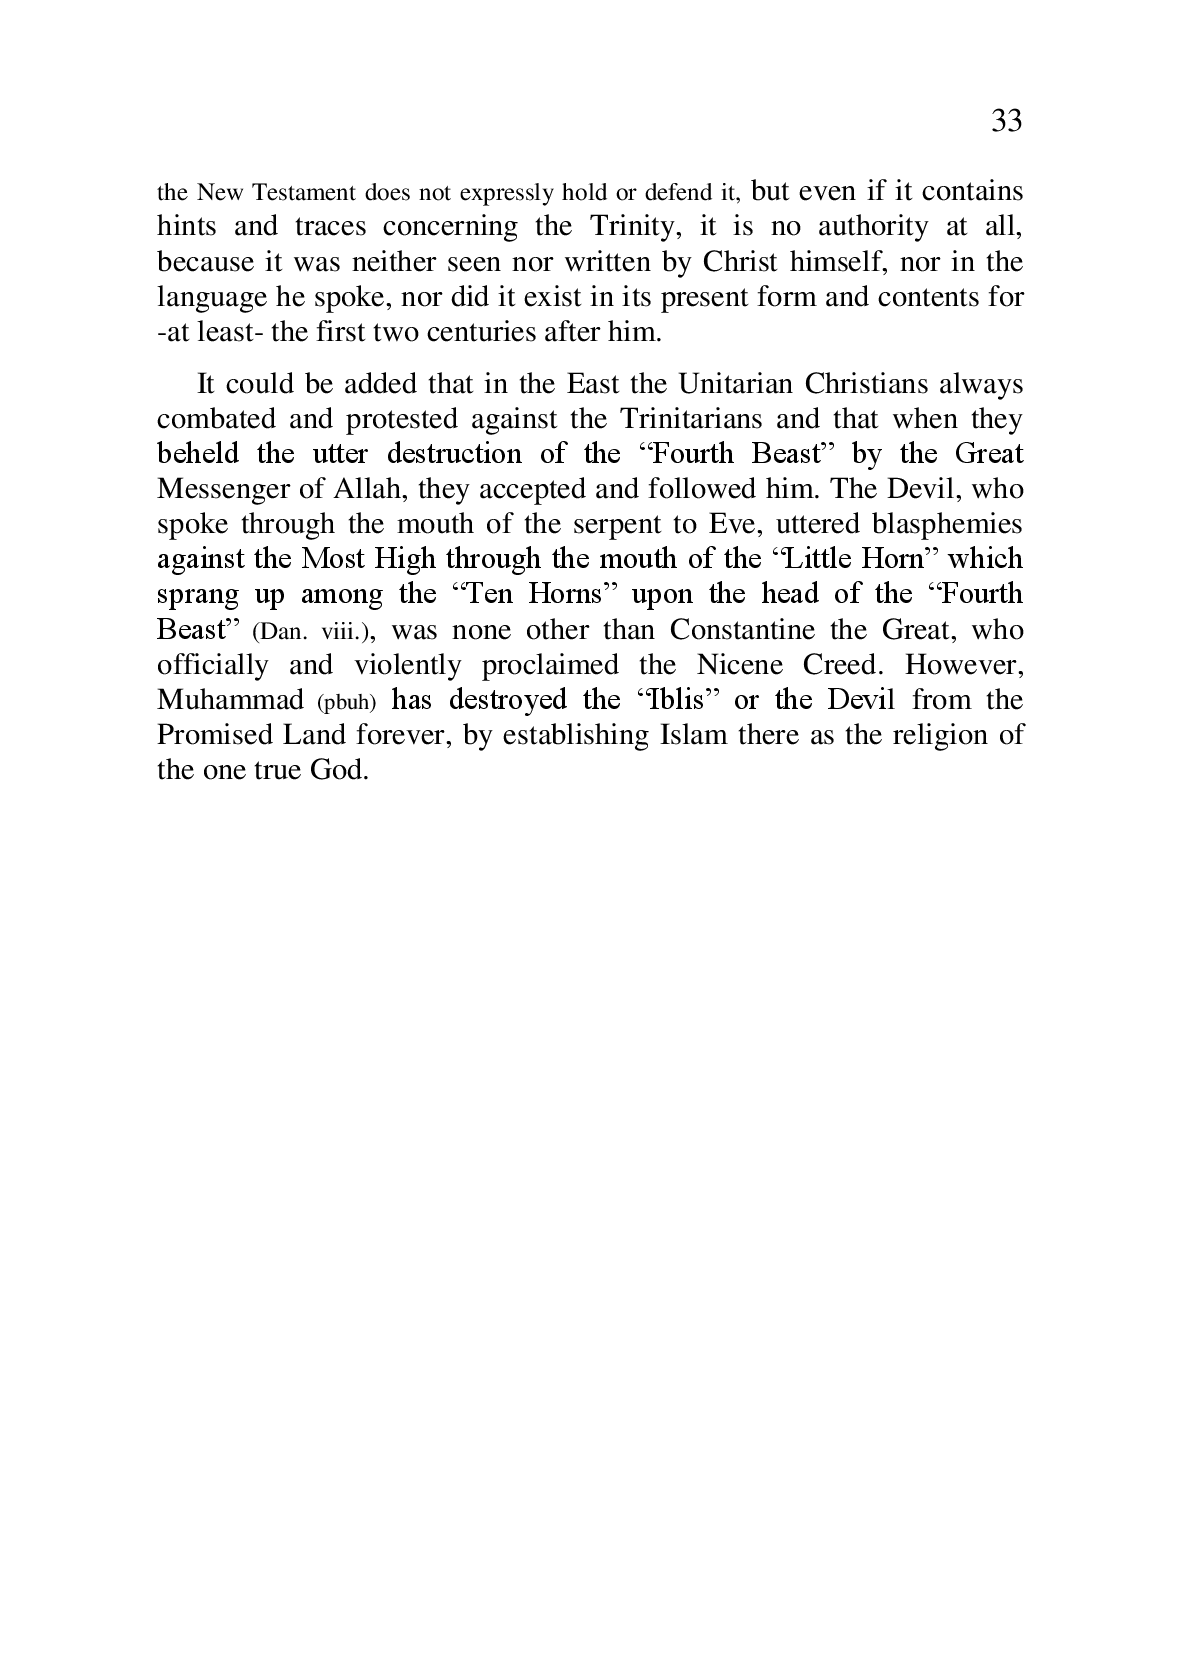 33
the New Testament does not expressly hold or defend it, but even if it contains
hints and traces concerning the Trinity, it is no authority at all,
because it was neither seen nor written by Christ himself, nor in the
language he spoke, nor did it exist in its present form and contents for
-at least- the first two centuries after him.
It could be added that in the East the Unitarian Christians always
combated and protested against the Trinitarians and that when they
beheld the utter destruction of the “Fourth Beast” by the Great
Messenger of Allah, they accepted and followed him. The Devil, who
spoke through the mouth of the serpent to Eve, uttered blasphemies
against the Most High through the mouth of the “Little Horn” which
sprang up among the “Ten Horns” upon the head of the “Fourth
Beast” (Dan. viii.), was none other than Constantine the Great, who
officially and violently proclaimed the Nicene Creed. However,
Muhammad (pbuh) has destroyed the “Iblis” or the Devil from the
Promised Land forever, by establishing Islam there as the religion of
the one true God.